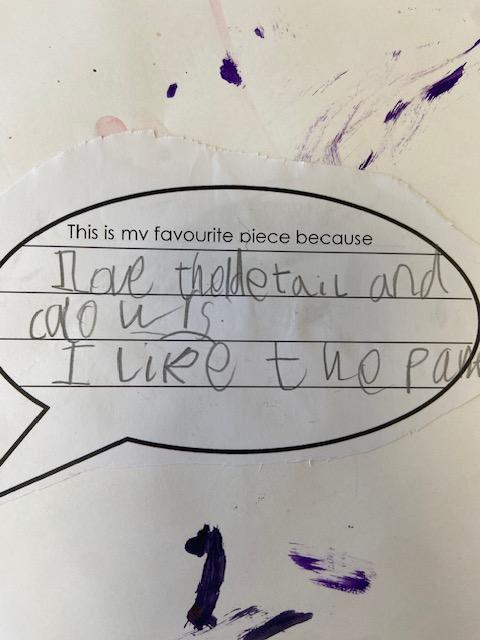 This is my favourite piece because
I love the detail and
colours.
I like the